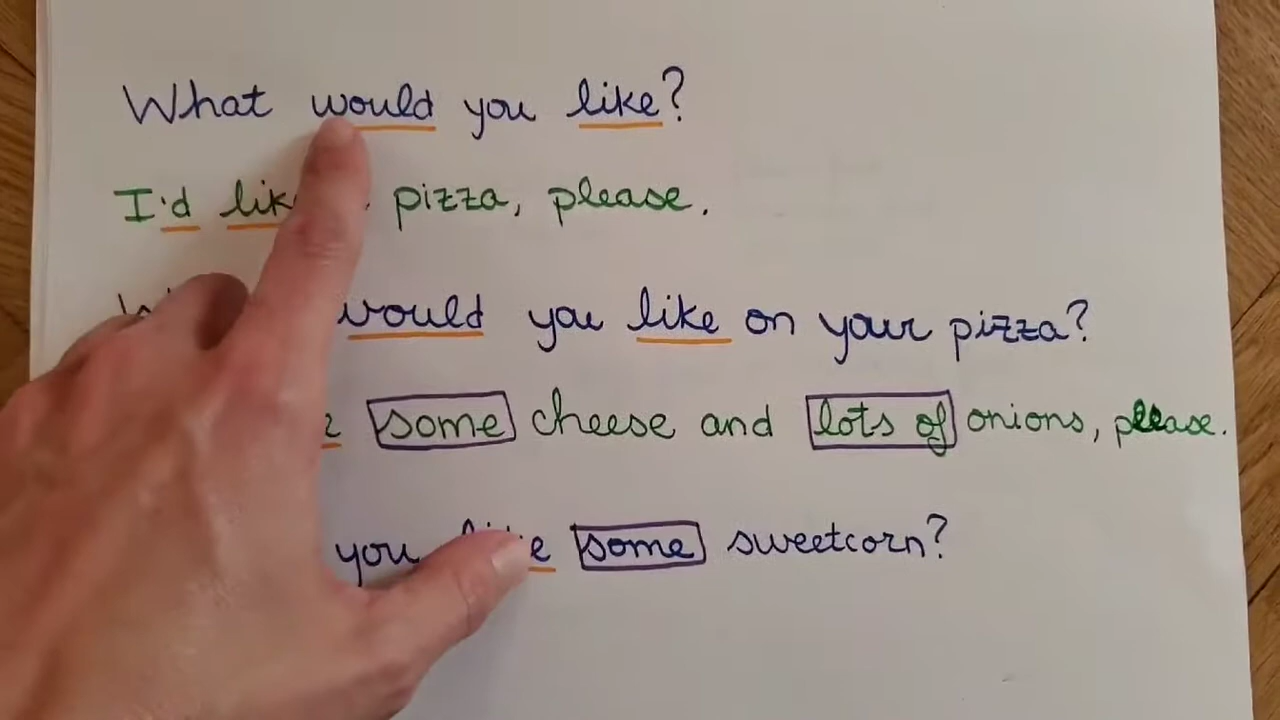 What would you like?
I'd pizza, please.
would you like on your pizza?
some cheese and lots of onions, please.
you some sweetcorn?